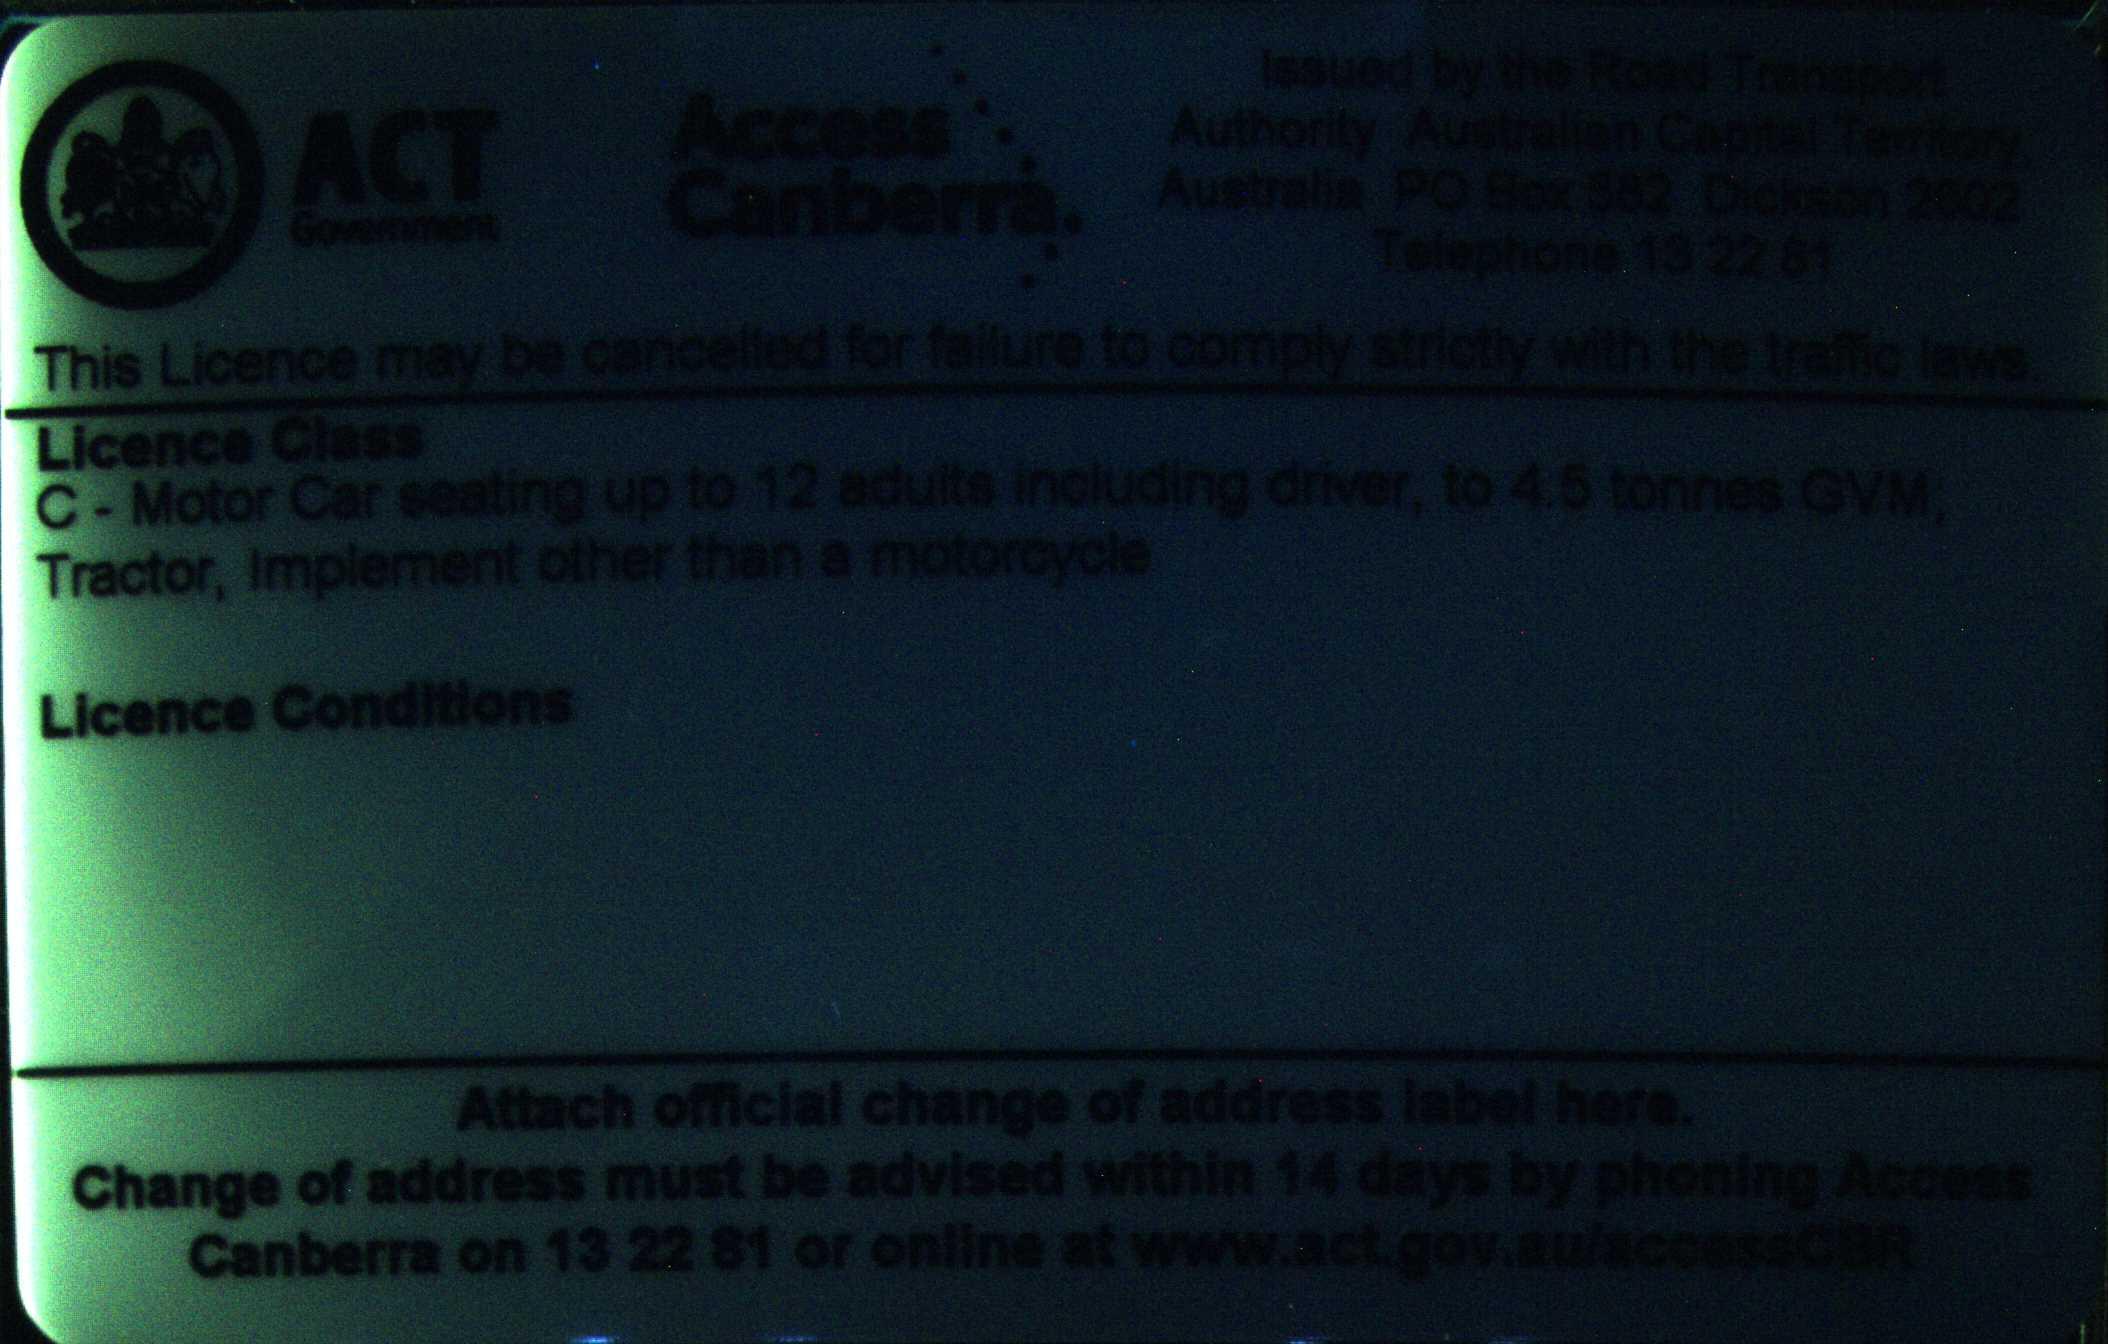 ACT
Government
Access
Canberra
Issued by the Road Transport
Authority Australian Capital Territory
Australia PO Box 582 Dickson 2602
Telephone 13 22 81
This Licence may be cancelled for failure to comply strictly with the traffic laws.
Licence Class
C - Motor Car seating up to 12 adults including driver, to 4.5 tonnes GVM,
Tractor, Implement other than a motorcycle
Licence Conditions
Attach official change of address label here.
Change of address must be advised within 14 days by phoning Access
Canberra on 13 22 81 or online at www.act.gov.au/accessCBR